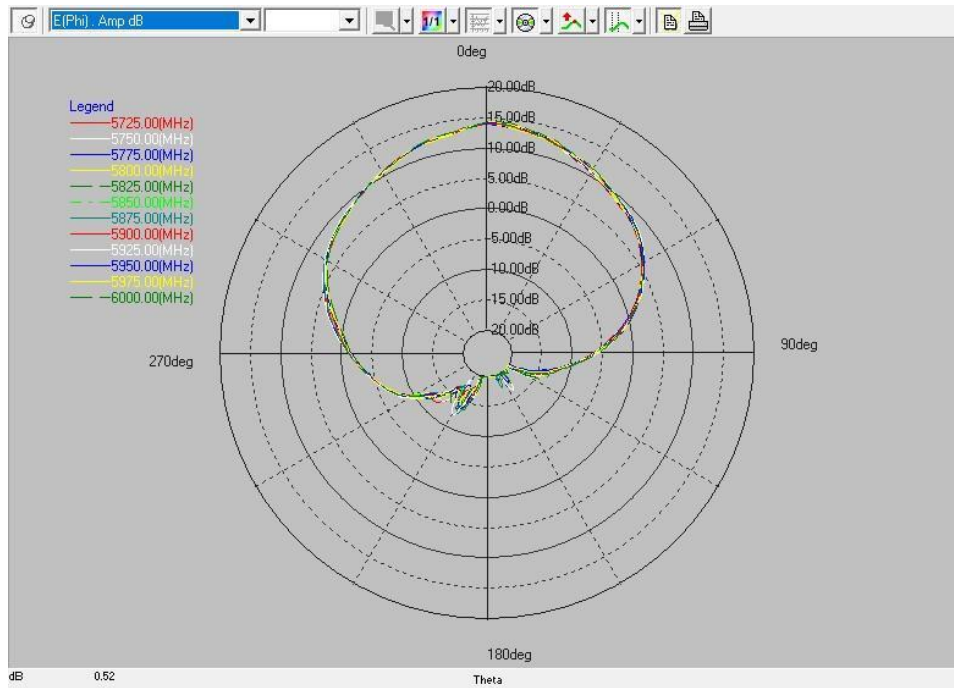 E(Phi) . Amp dB
1/1
0deg
Legend
5725.00(MHz)
5750.00(MHz)
5775.00(MHz)
5800.00(MHz)
5825.00(MHz)
5850.00(MHz)
5875.00(MHz)
5900.00(MHz)
5925.00(MHz)
5950.00(MHz)
5975.00(MHz)
6000.00(MHz)
20.00dB
15.00dB
10.00dB
5.00dB
0.00dB
-5.00dB
10.00dB
15.00dB
20.00dB
270deg
90deg
180deg
dB 0.52 Theta